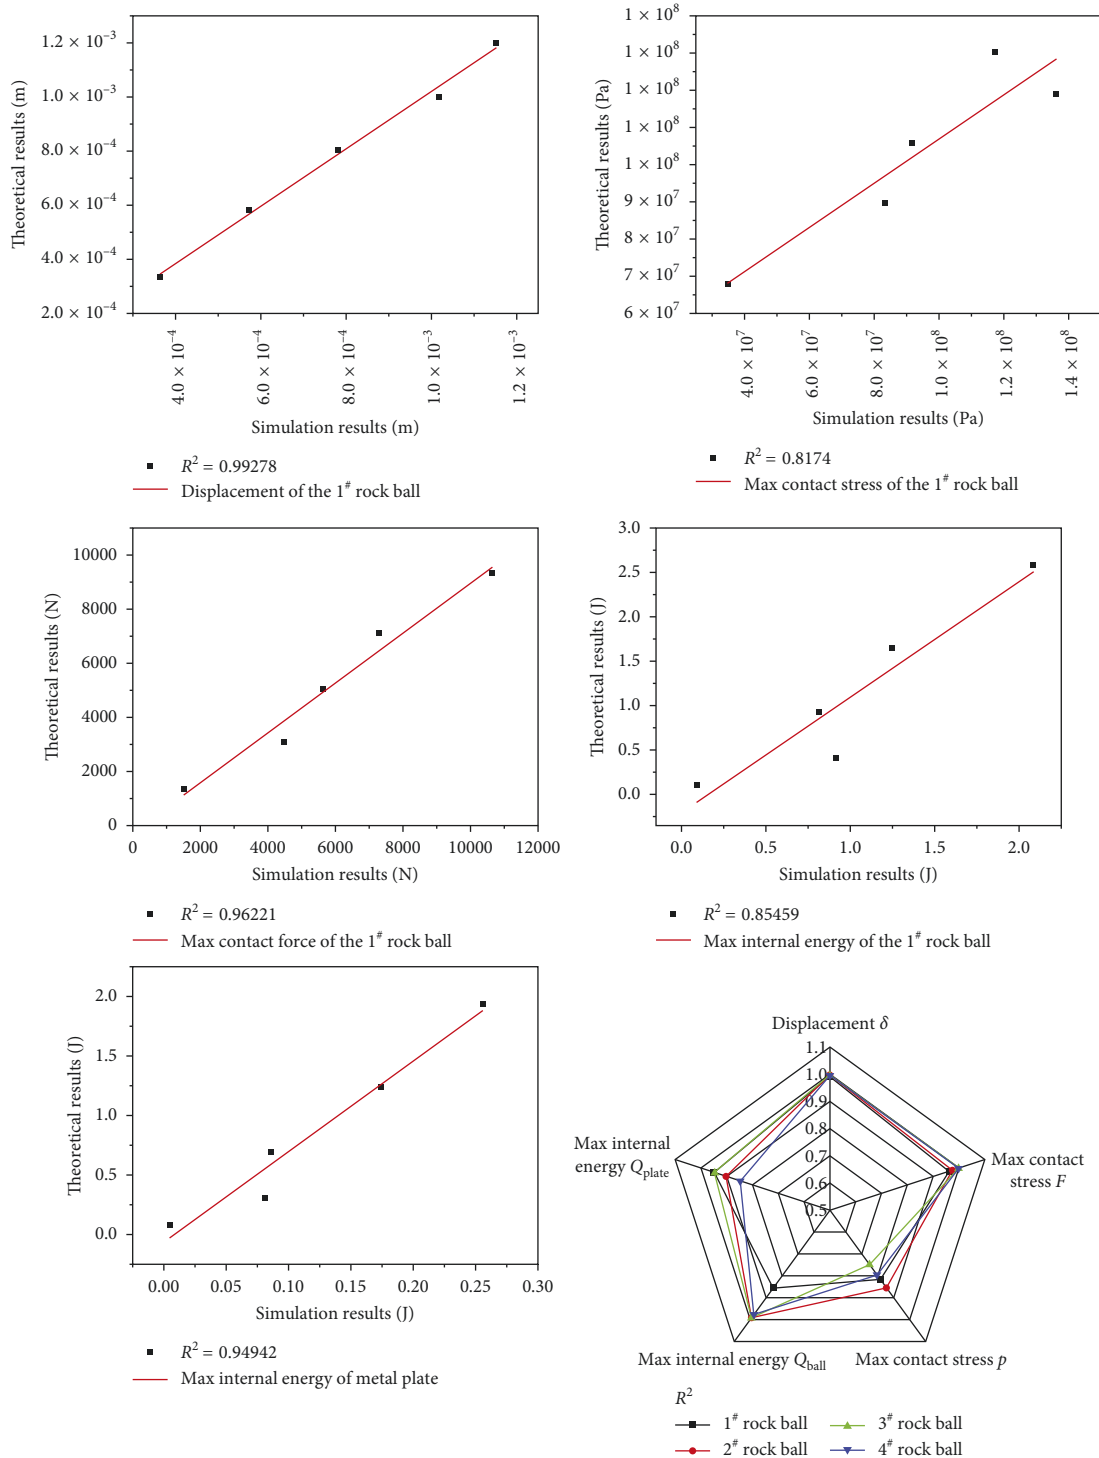 Theoretical results (m)
1.2 × 10⁻³
1.0 × 10⁻³
8.0 × 10⁻⁴
6.0 × 10⁻⁴
4.0 × 10⁻⁴
2.0 × 10⁻⁴
4.0 × 10⁻⁴
6.0 × 10⁻⁴
8.0 × 10⁻⁴
1.0 × 10⁻³
1.2 × 10⁻³
Simulation results (m)
R² = 0.99278
Displacement of the 1# rock ball
Theoretical results (Pa)
1 × 10⁸
1 × 10⁸
1 × 10⁸
1 × 10⁸
1 × 10⁸
9 × 10⁷
8 × 10⁷
7 × 10⁷
6 × 10⁷
4.0 × 10⁷
6.0 × 10⁷
8.0 × 10⁷
1.0 × 10⁸
1.2 × 10⁸
1.4 × 10⁸
Simulation results (Pa)
R² = 0.8174
Max contact stress of the 1# rock ball
Theoretical results (N)
10000
8000
6000
4000
2000
0
0 2000 4000 6000 8000 10000 12000
Simulation results (N)
R² = 0.96221
Max contact force of the 1# rock ball
Theoretical results (J)
3.0
2.5
2.0
1.5
1.0
0.5
0.0
0.0 0.5 1.0 1.5 2.0
Simulation results (J)
R² = 0.85459
Max internal energy of the 1# rock ball
Theoretical results (J)
2.0
1.5
1.0
0.5
0.0
0.00 0.05 0.10 0.15 0.20 0.25 0.30
Simulation results (J)
R² = 0.94942
Max internal energy of metal plate
Displacement δ
1.1
1.0
0.9
0.8
0.7
0.6
0.5
Max internal
energy Qplate
Max contact
stress F
Max internal energy Qball
Max contact stress p
R²
1# rock ball
3# rock ball
2# rock ball
4# rock ball